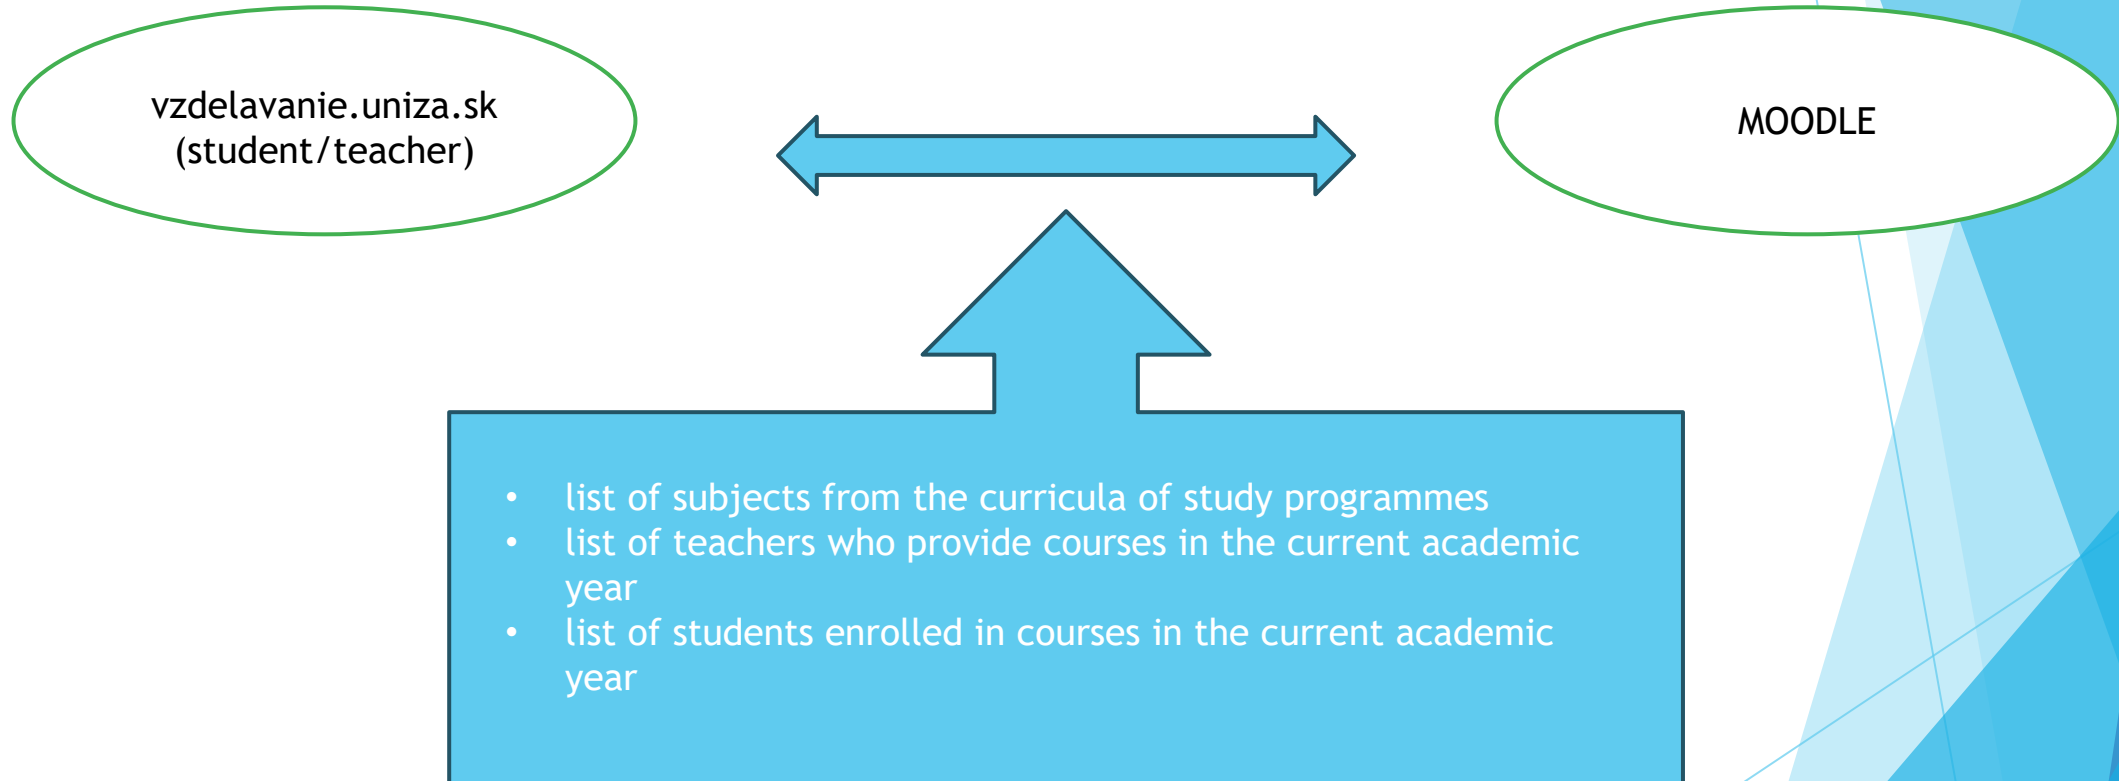 vzdelavanie.uniza.sk
(student/teacher)
MOODLE
• list of subjects from the curricula of study programmes
• list of teachers who provide courses in the current academic
year
• list of students enrolled in courses in the current academic
year